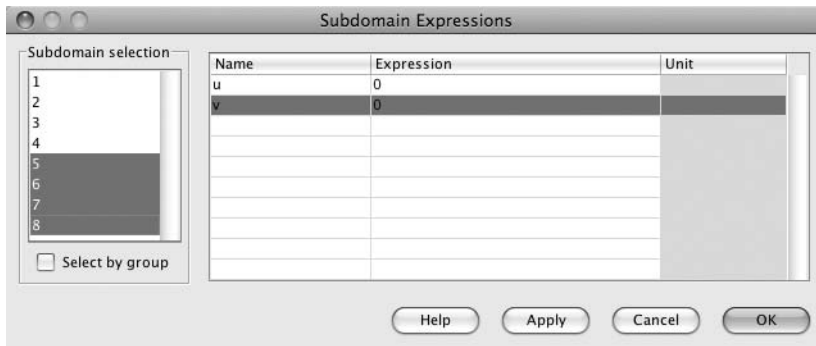 Subdomain Expressions
Subdomain selection
1
2
3
4
5
6
7
8
Select by group
Name Expression Unit
u 0
v 0
Help Apply Cancel OK